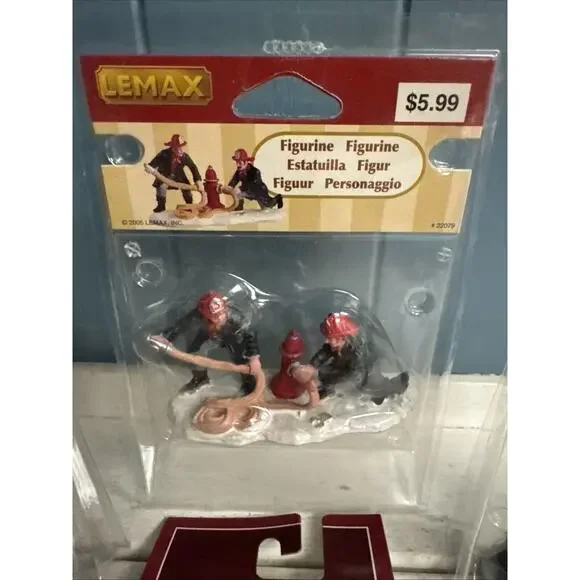 LEMAX
$5.99
Figurine Figurine
Estatuilla Figur
Figuur Personaggio
© 2005 LEMAX, INC.
# 22079